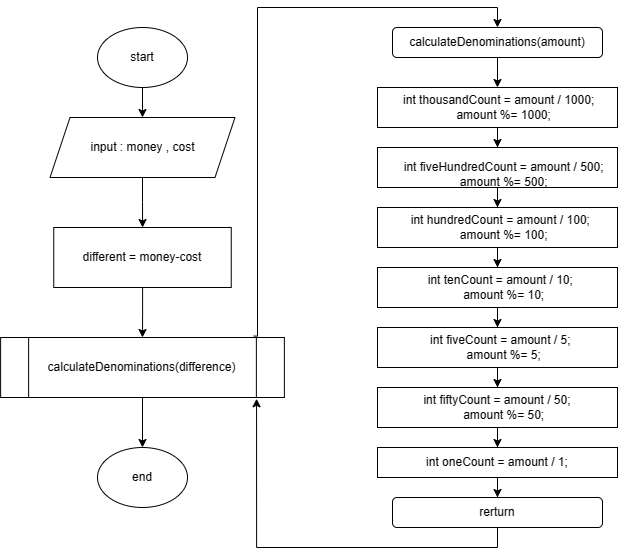 start
input : money , cost
different = money-cost
calculateDenominations(difference)
end
calculateDenominations(amount)
int thousandCount = amount / 1000;
amount %= 1000;
int fiveHundredCount = amount / 500;
amount %= 500;
int hundredCount = amount / 100;
amount %= 100;
int tenCount = amount / 10;
amount %= 10;
int fiveCount = amount / 5;
amount %= 5;
int fiftyCount = amount / 50;
amount %= 50;
int oneCount = amount / 1;
rerturn